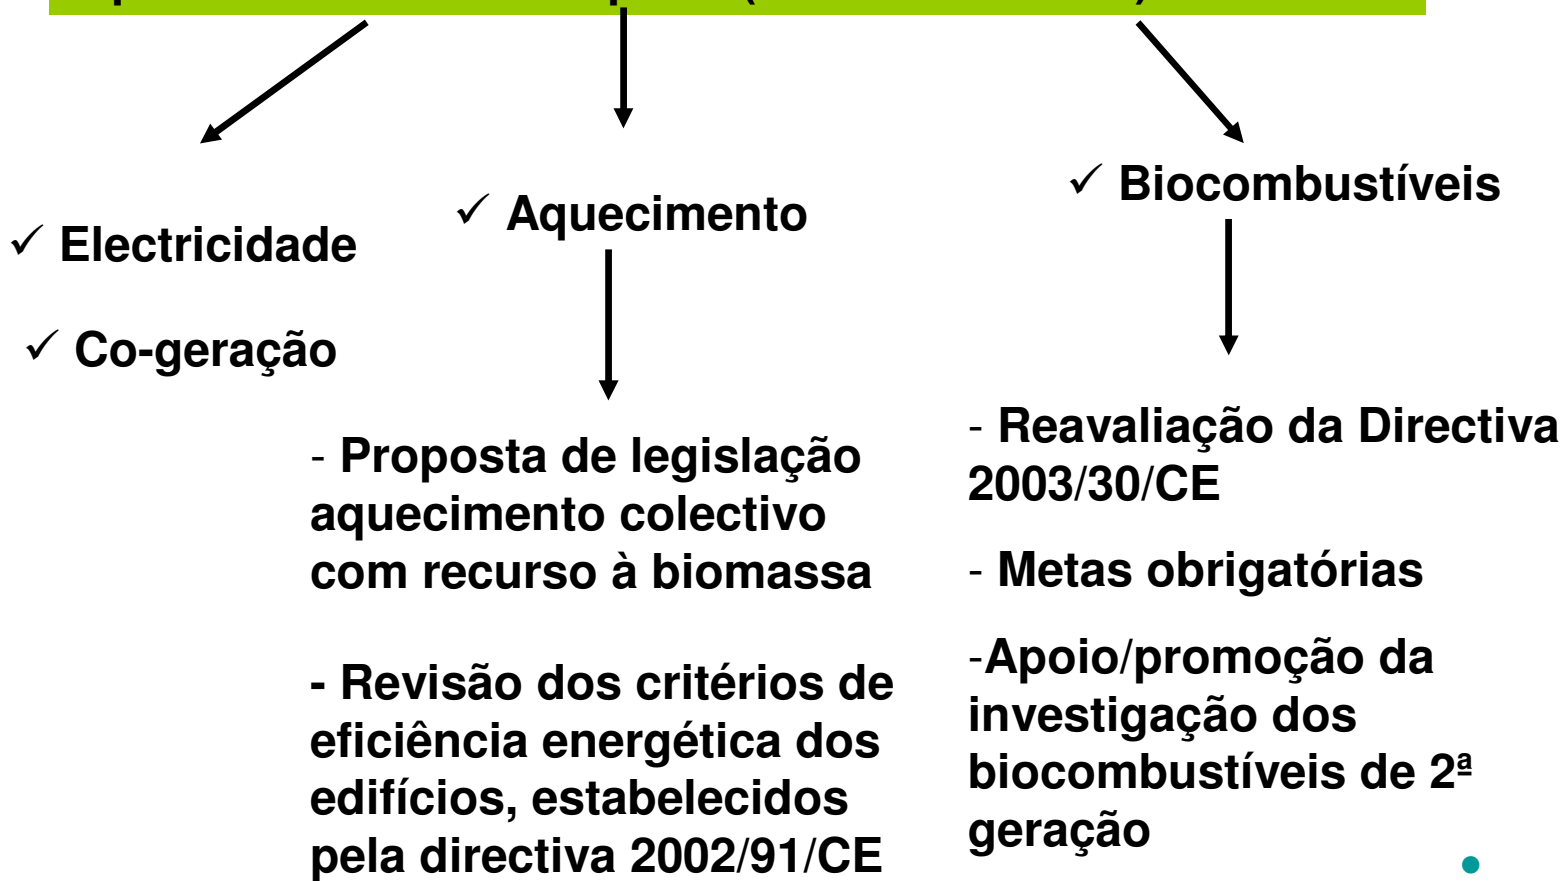 ✓ Electricidade
✓ Co-geração
✓ Aquecimento
- Proposta de legislação
aquecimento colectivo
com recurso à biomassa
- Revisão dos critérios de
eficiência energética dos
edifícios, estabelecidos
pela directiva 2002/91/CE
✓ Biocombustíveis
- Reavaliação da Directiva
2003/30/CE
- Metas obrigatórias
-Apoio/promoção da
investigação dos
biocombustíveis de 2ª
geração